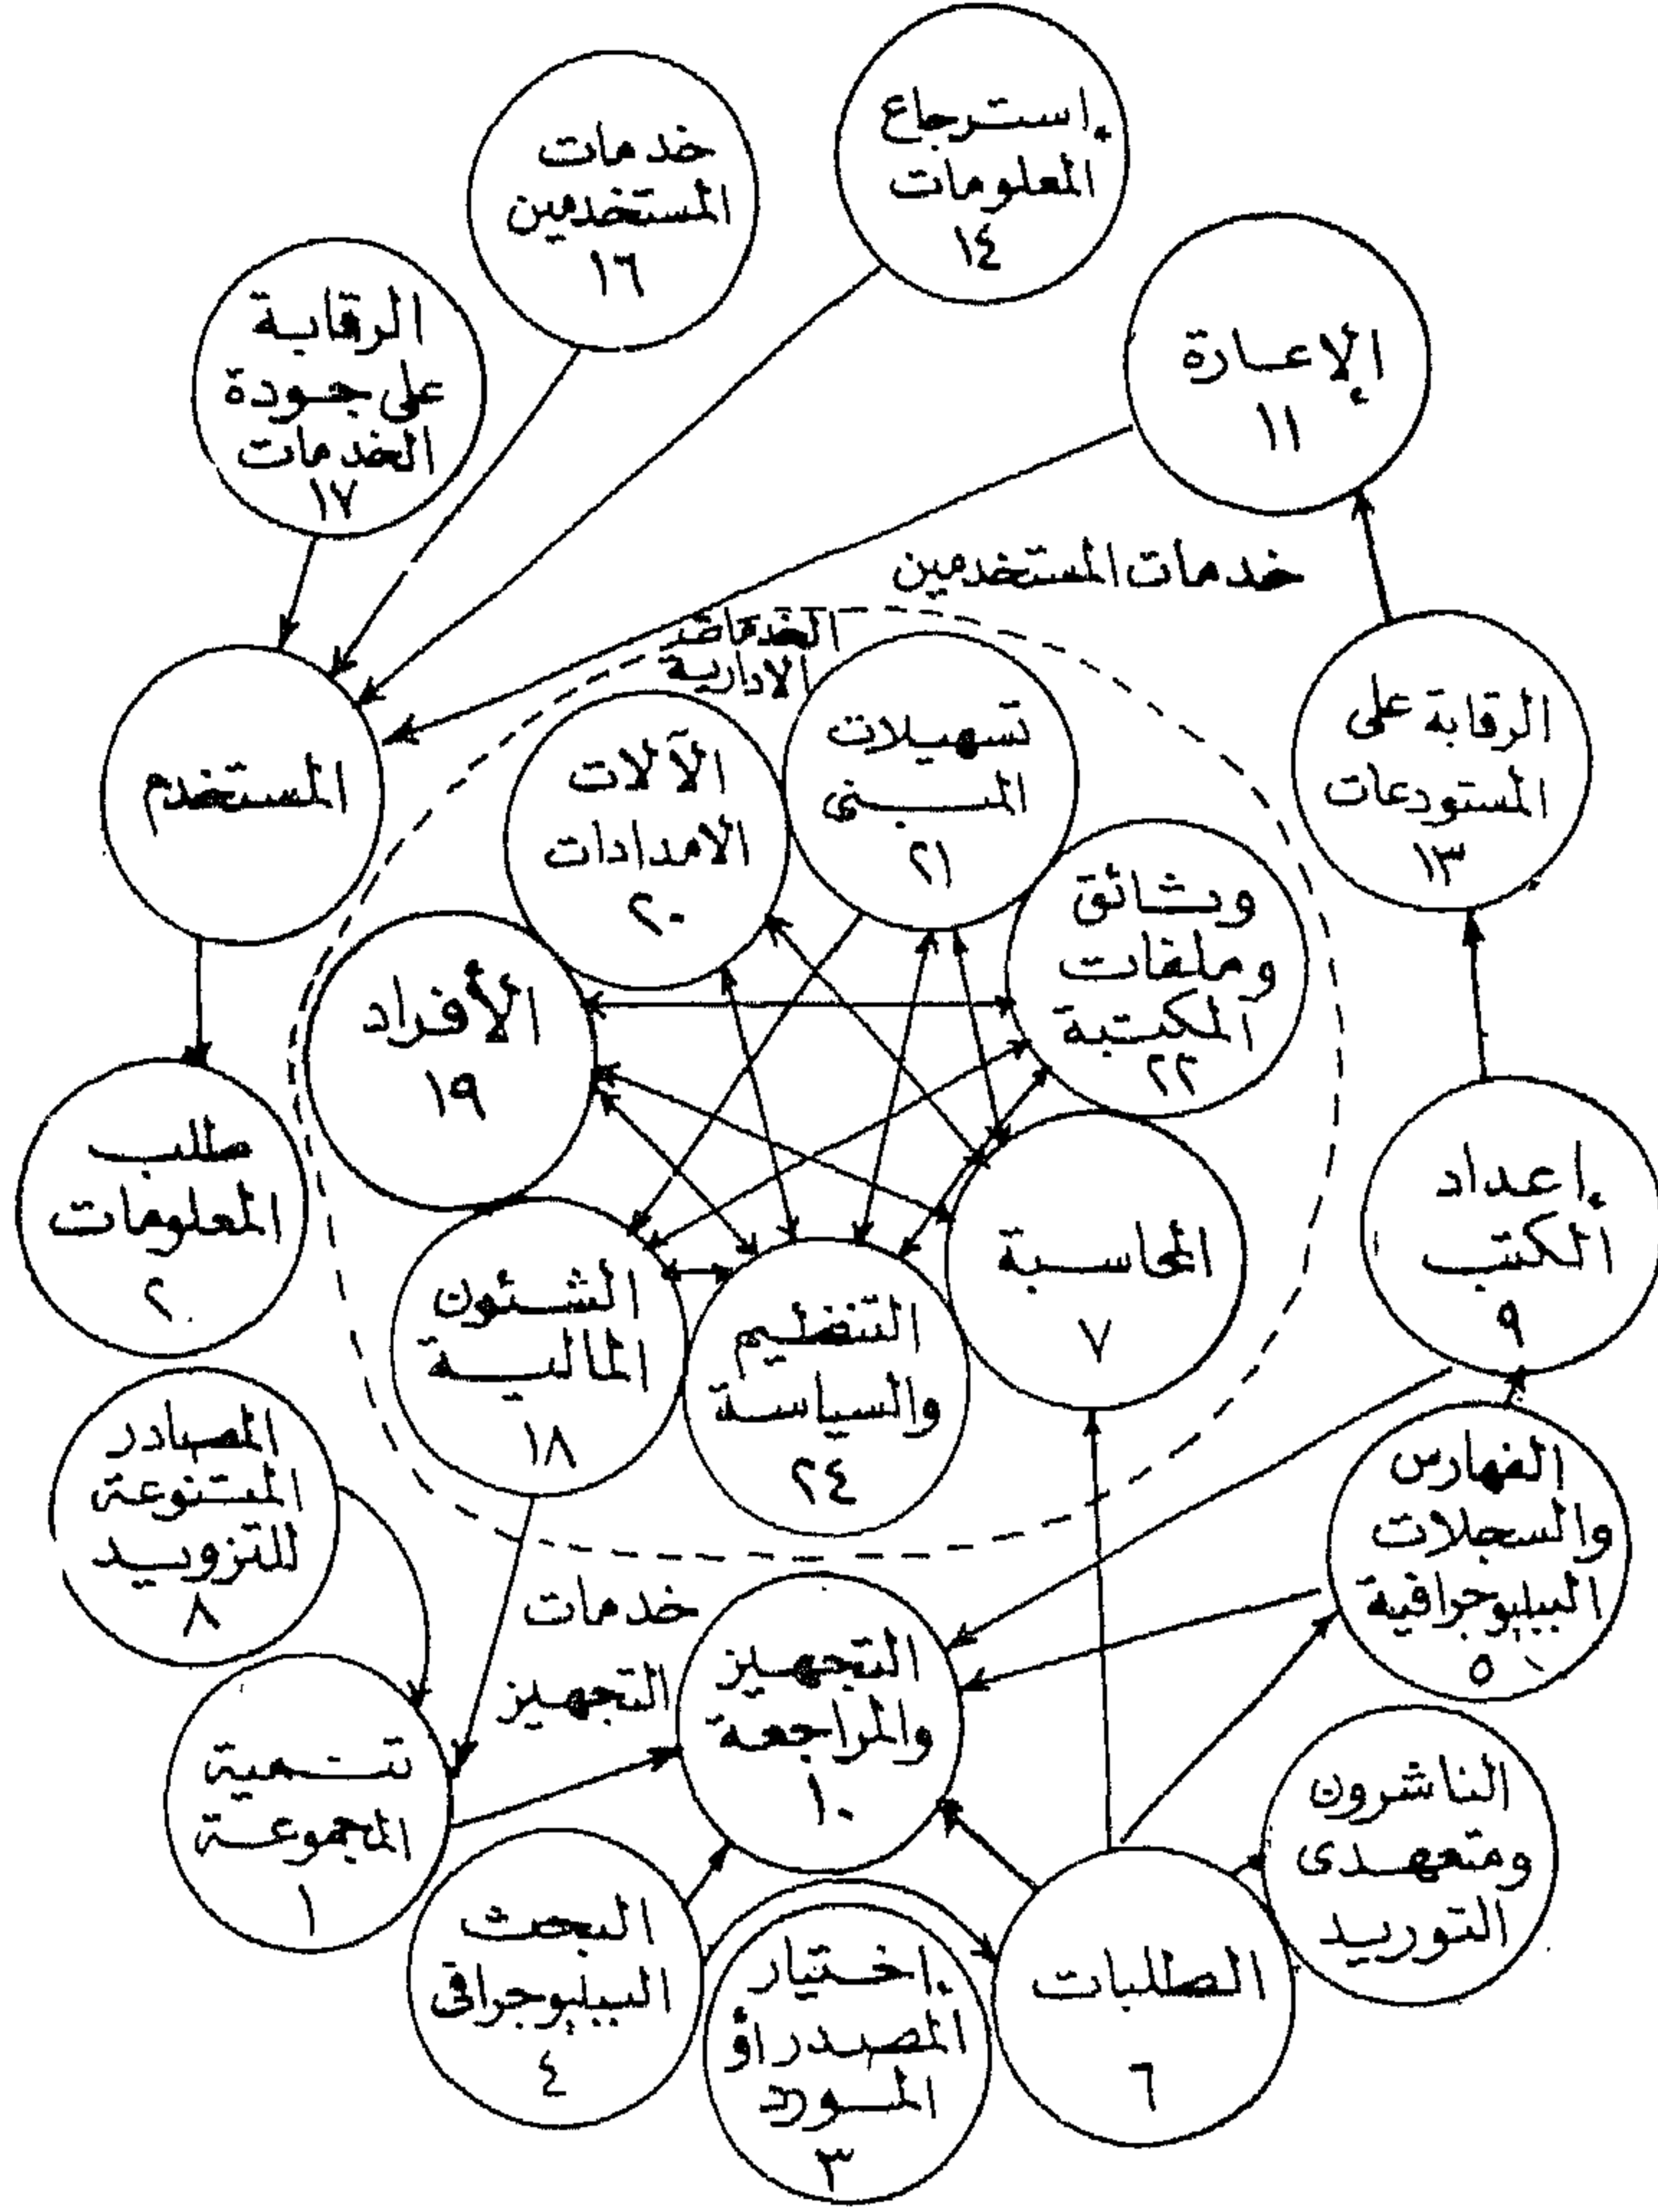 إسترجاع
المعلومات
١٤
خدمات
المستخدمين
١٦
الرقابة
على جودة
الخدمات
١٧
الإعارة
١١
خدمات المستخدمين
الخدمات
الادارية
تسهيلات
المبنى
٢١
الآلات
الامدادات
٢٠
الرقابة على
المستودعات
١٣
المستخدم
وثائق
وملفات
المكتبة
٢٢
الأفراد
١٩
طلب
المعلومات
٢
إعداد
الكتب
٩
المحاسبة
٧
الشئون
المالية
١٨
التنظيم
والسياسة
٢٤
المصادر
المتنوعة
للتزويد
٨
الفهارس
والسجلات
البيليوجرافية
٥
خدمات
التجهيز
التجهيز
والمراجعة
١٠
تنمية
المجموعة
١
الناشرون
ومتعهدى
التوريد
البحث
الببليوجرافى
٤
إختيار
المصدر أو
المورد
٣
الطلبات
٦